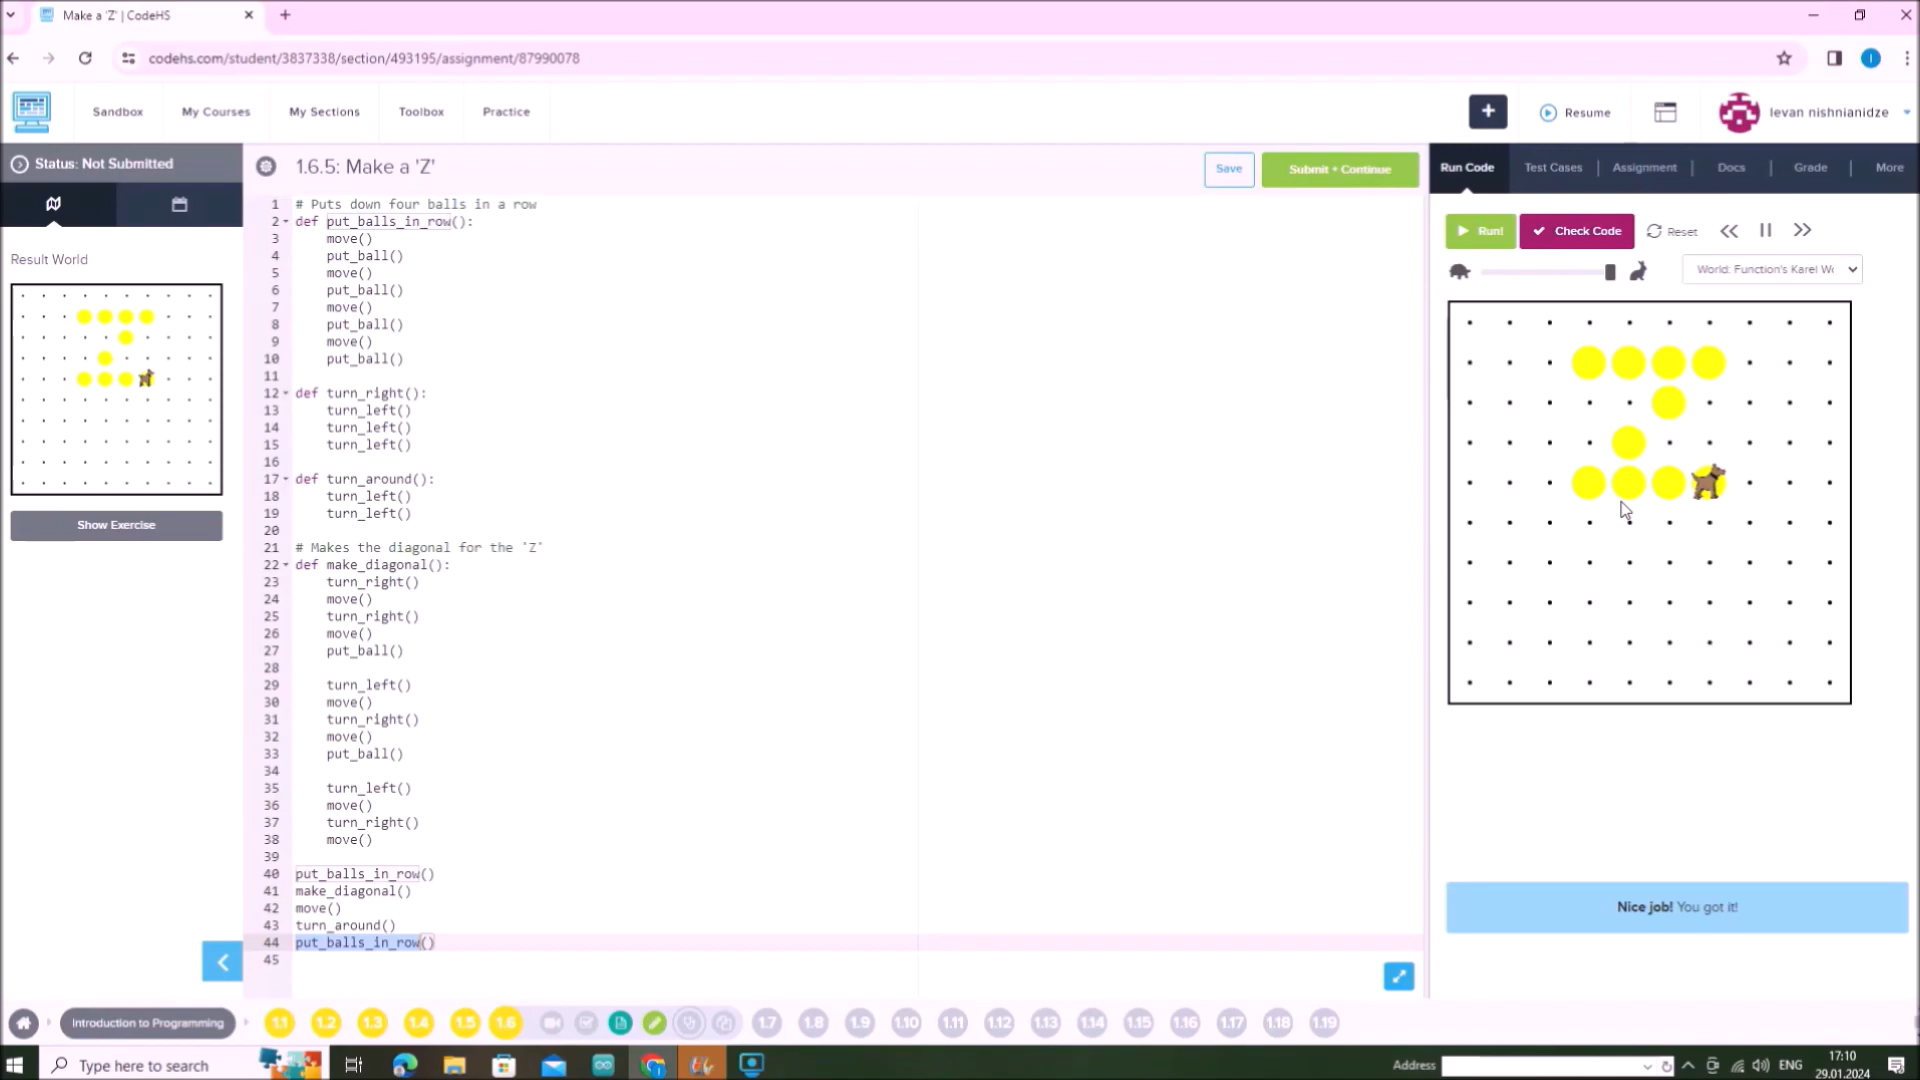 Make a 'Z' | CodeHS
codehs.com/student/3837338/section/493195/assignment/87990078
Sandbox
My Courses
My Sections
Toolbox
Practice
Resume
levan nishnianidze
Status: Not Submitted
1.6.5: Make a 'Z'
Save
Submit + Continue
Run Code
Test Cases
Assignment
Docs
Grade
More
Result World
Show Exercise
1 # Puts down four balls in a row
2 def put_balls_in_row():
3 move()
4 put_ball()
5 move()
6 put_ball()
7 move()
8 put_ball()
9 move()
10 put_ball()
11
12 def turn_right():
13 turn_left()
14 turn_left()
15 turn_left()
16
17 def turn_around():
18 turn_left()
19 turn_left()
20
21 # Makes the diagonal for the 'Z'
22 def make_diagonal():
23 turn_right()
24 move()
25 turn_right()
26 move()
27 put_ball()
28
29 turn_left()
30 move()
31 turn_right()
32 move()
33 put_ball()
34
35 turn_left()
36 move()
37 turn_right()
38 move()
39
40 put_balls_in_row()
41 make_diagonal()
42 move()
43 turn_around()
44 put_balls_in_row()
45
Run!
Check Code
Reset
World: Function's Karel W
Nice job! You got it!
Introduction to Programming
1.1
1.2
1.3
1.4
1.5
1.6
1.7
1.8
1.9
1.10
1.11
1.12
1.13
1.14
1.15
1.16
1.17
1.18
1.19
Type here to search
Address
ENG
17:10
29.01.2024